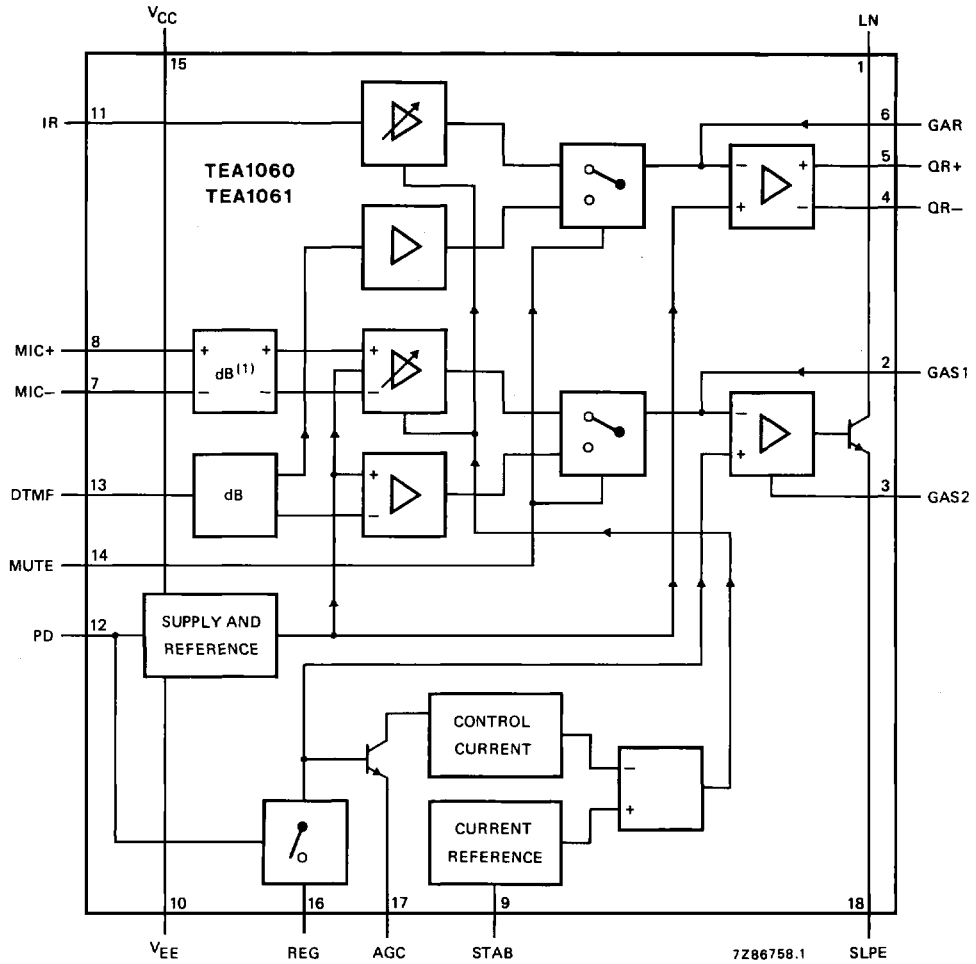 VCC
LN
15
1
IR
11
6
GAR
TEA1060
TEA1061
5
QR+
4
QR−
MIC+
8
+ +
dB(1)
MIC−
7
− −
+
−
−
+
+
−
2
GAS1
−
+
3
GAS2
DTMF
13
dB
+
−
MUTE
14
PD
12
SUPPLY AND
REFERENCE
CONTROL
CURRENT
−
+
CURRENT
REFERENCE
10
16
17
9
18
VEE
REG
AGC
STAB
7Z86758.1
SLPE